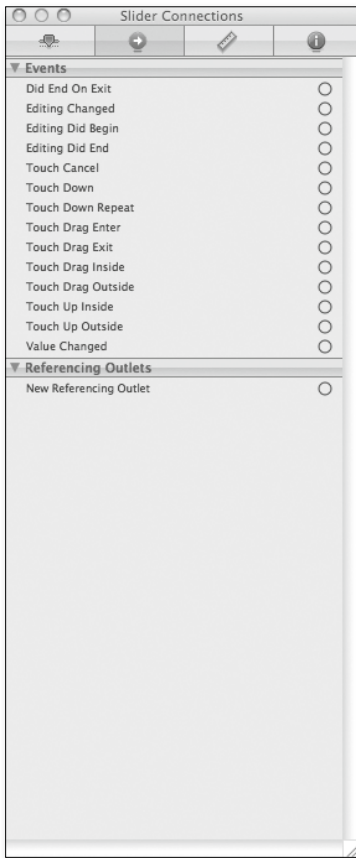 Slider Connections
Events
Did End On Exit
Editing Changed
Editing Did Begin
Editing Did End
Touch Cancel
Touch Down
Touch Down Repeat
Touch Drag Enter
Touch Drag Exit
Touch Drag Inside
Touch Drag Outside
Touch Up Inside
Touch Up Outside
Value Changed
Referencing Outlets
New Referencing Outlet